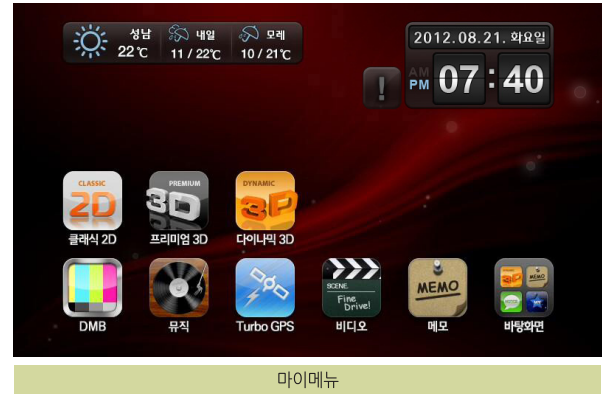 성남 내일 모레
22℃ 11 / 22℃ 10 / 21℃
2012.08.21. 화요일
!
AM
PM 07:40
CLASSIC PREMIUM DYNAMIC
2D 3D 3D
클래식 2D 프리미엄 3D 다이나믹 3D
SCENE.
Fine
Drive!
MEMO
MEMO
DMB 뮤직 Turbo GPS 비디오 메모 바탕화면
마이메뉴